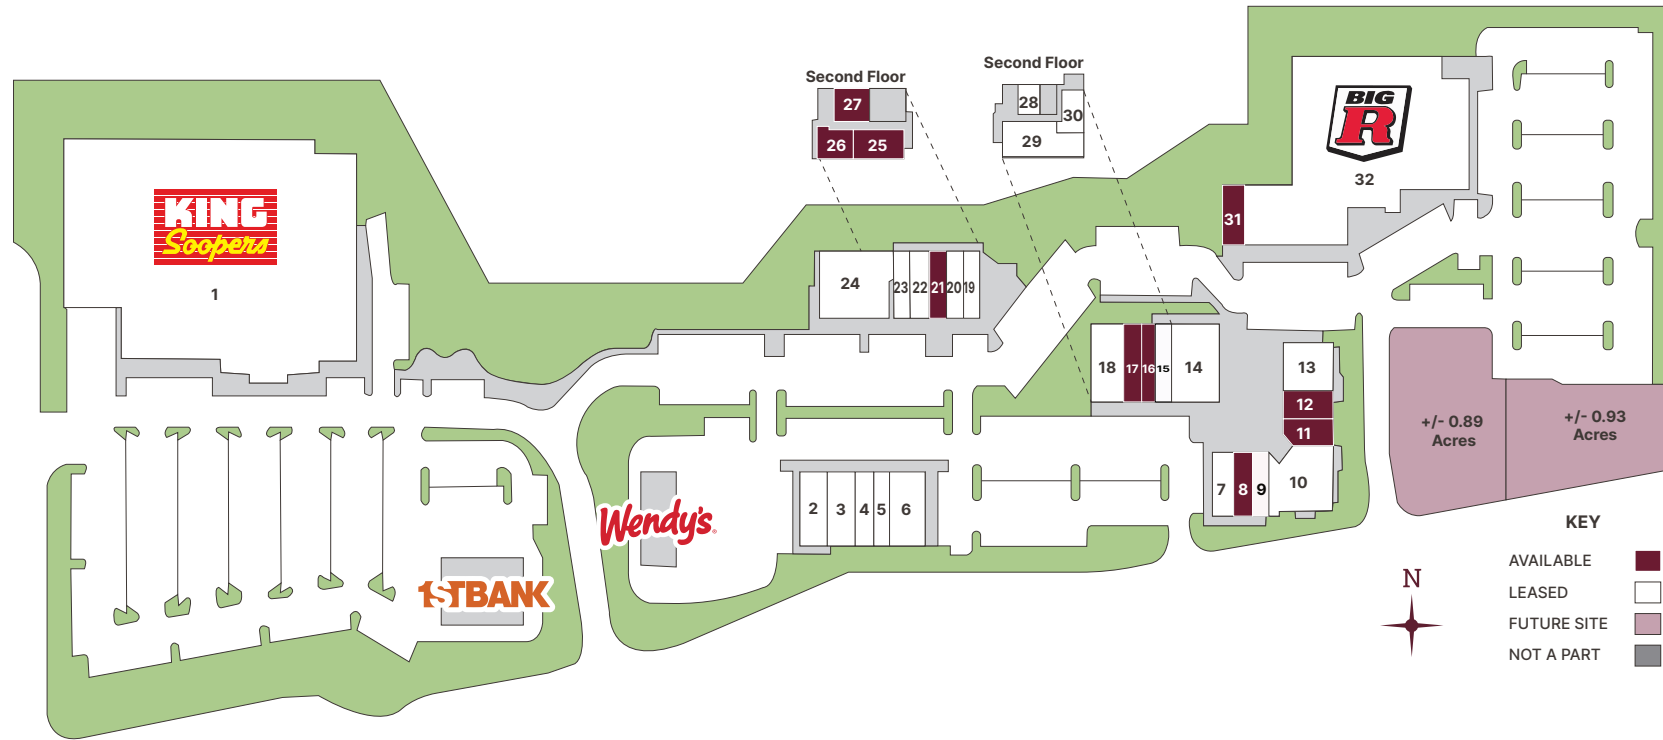 Second Floor
27
26 25
Second Floor
28
30
29
BIG
R
32
KING
Soopers
1
31
24
23 22 21 20 19
18 17 16 15 14
13
12
11
10
7 8 9
+/- 0.89
Acres
+/- 0.93
Acres
2 3 4 5 6
Wendy's®
1STBANK
KEY
AVAILABLE
LEASED
FUTURE SITE
NOT A PART
N